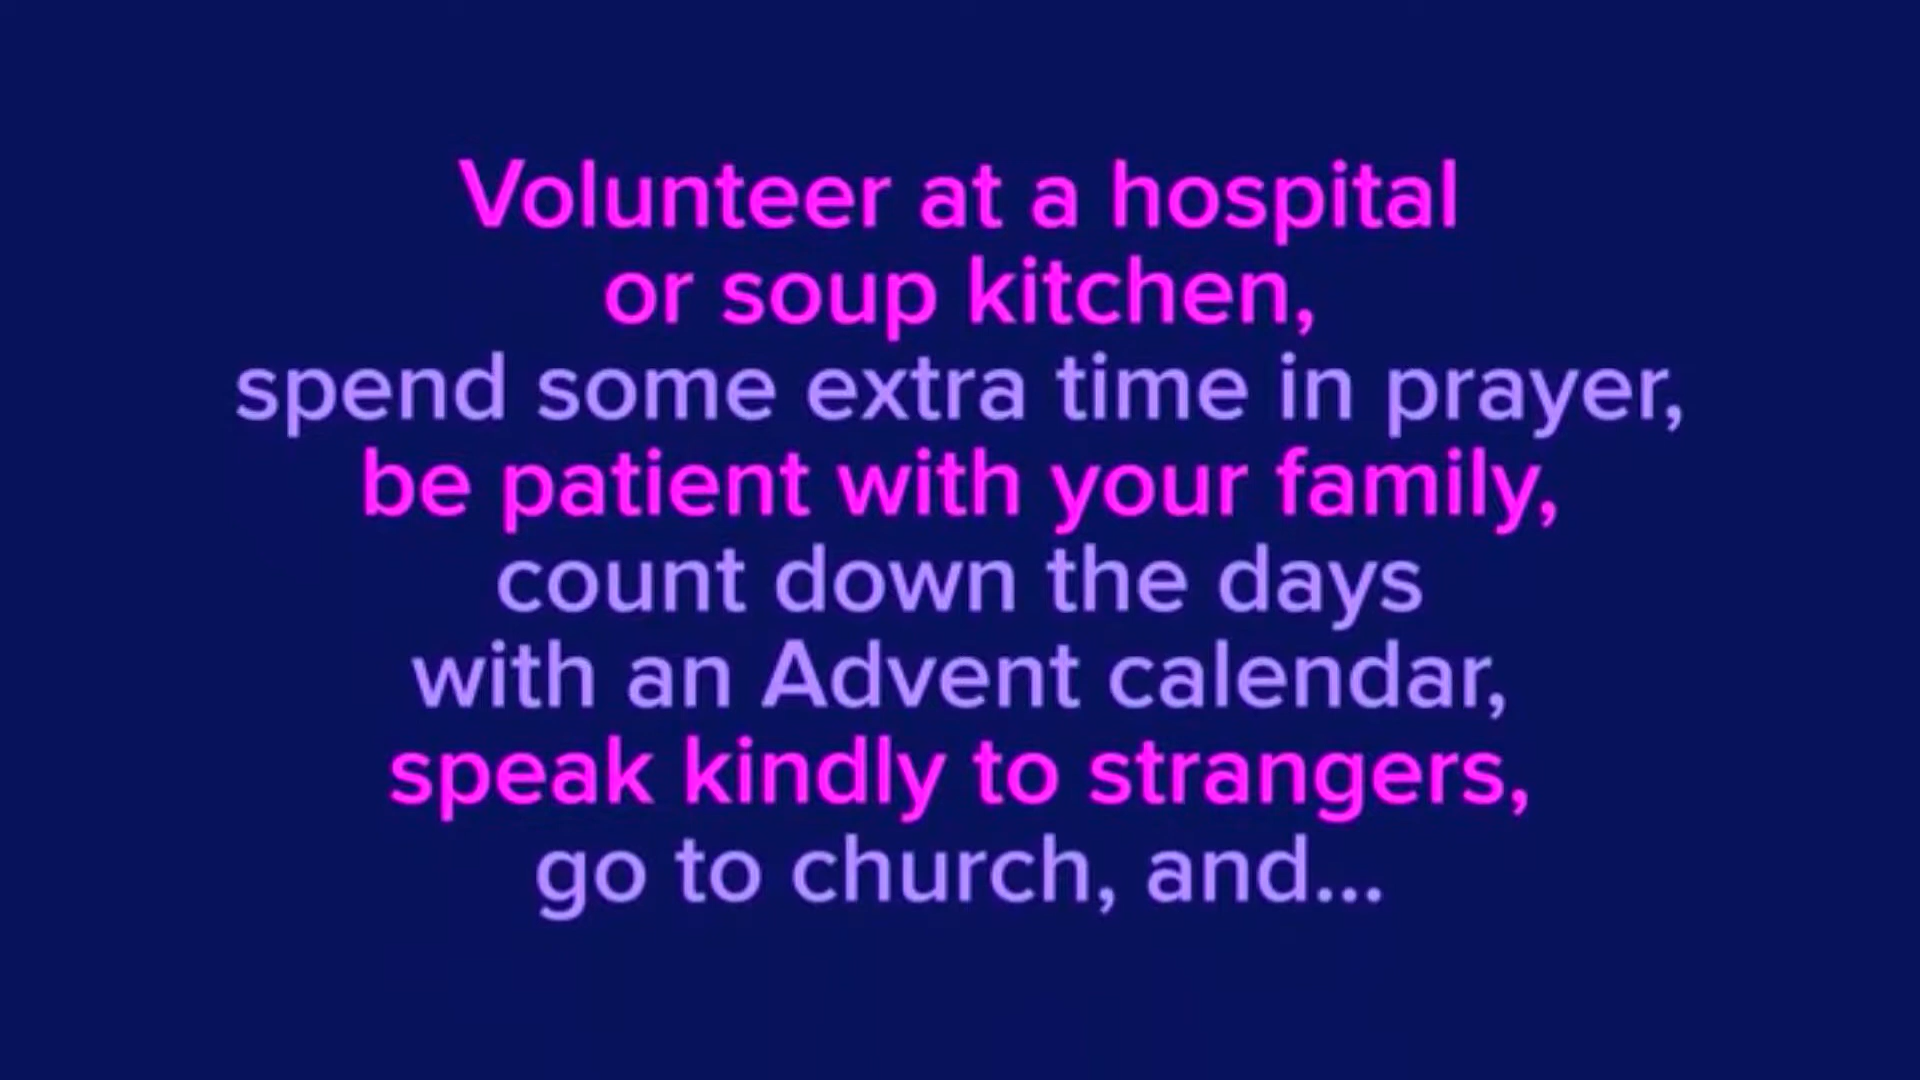 Volunteer at a hospital
or soup kitchen,
spend some extra time in prayer,
be patient with your family,
count down the days
with an Advent calendar,
speak kindly to strangers,
go to church, and...